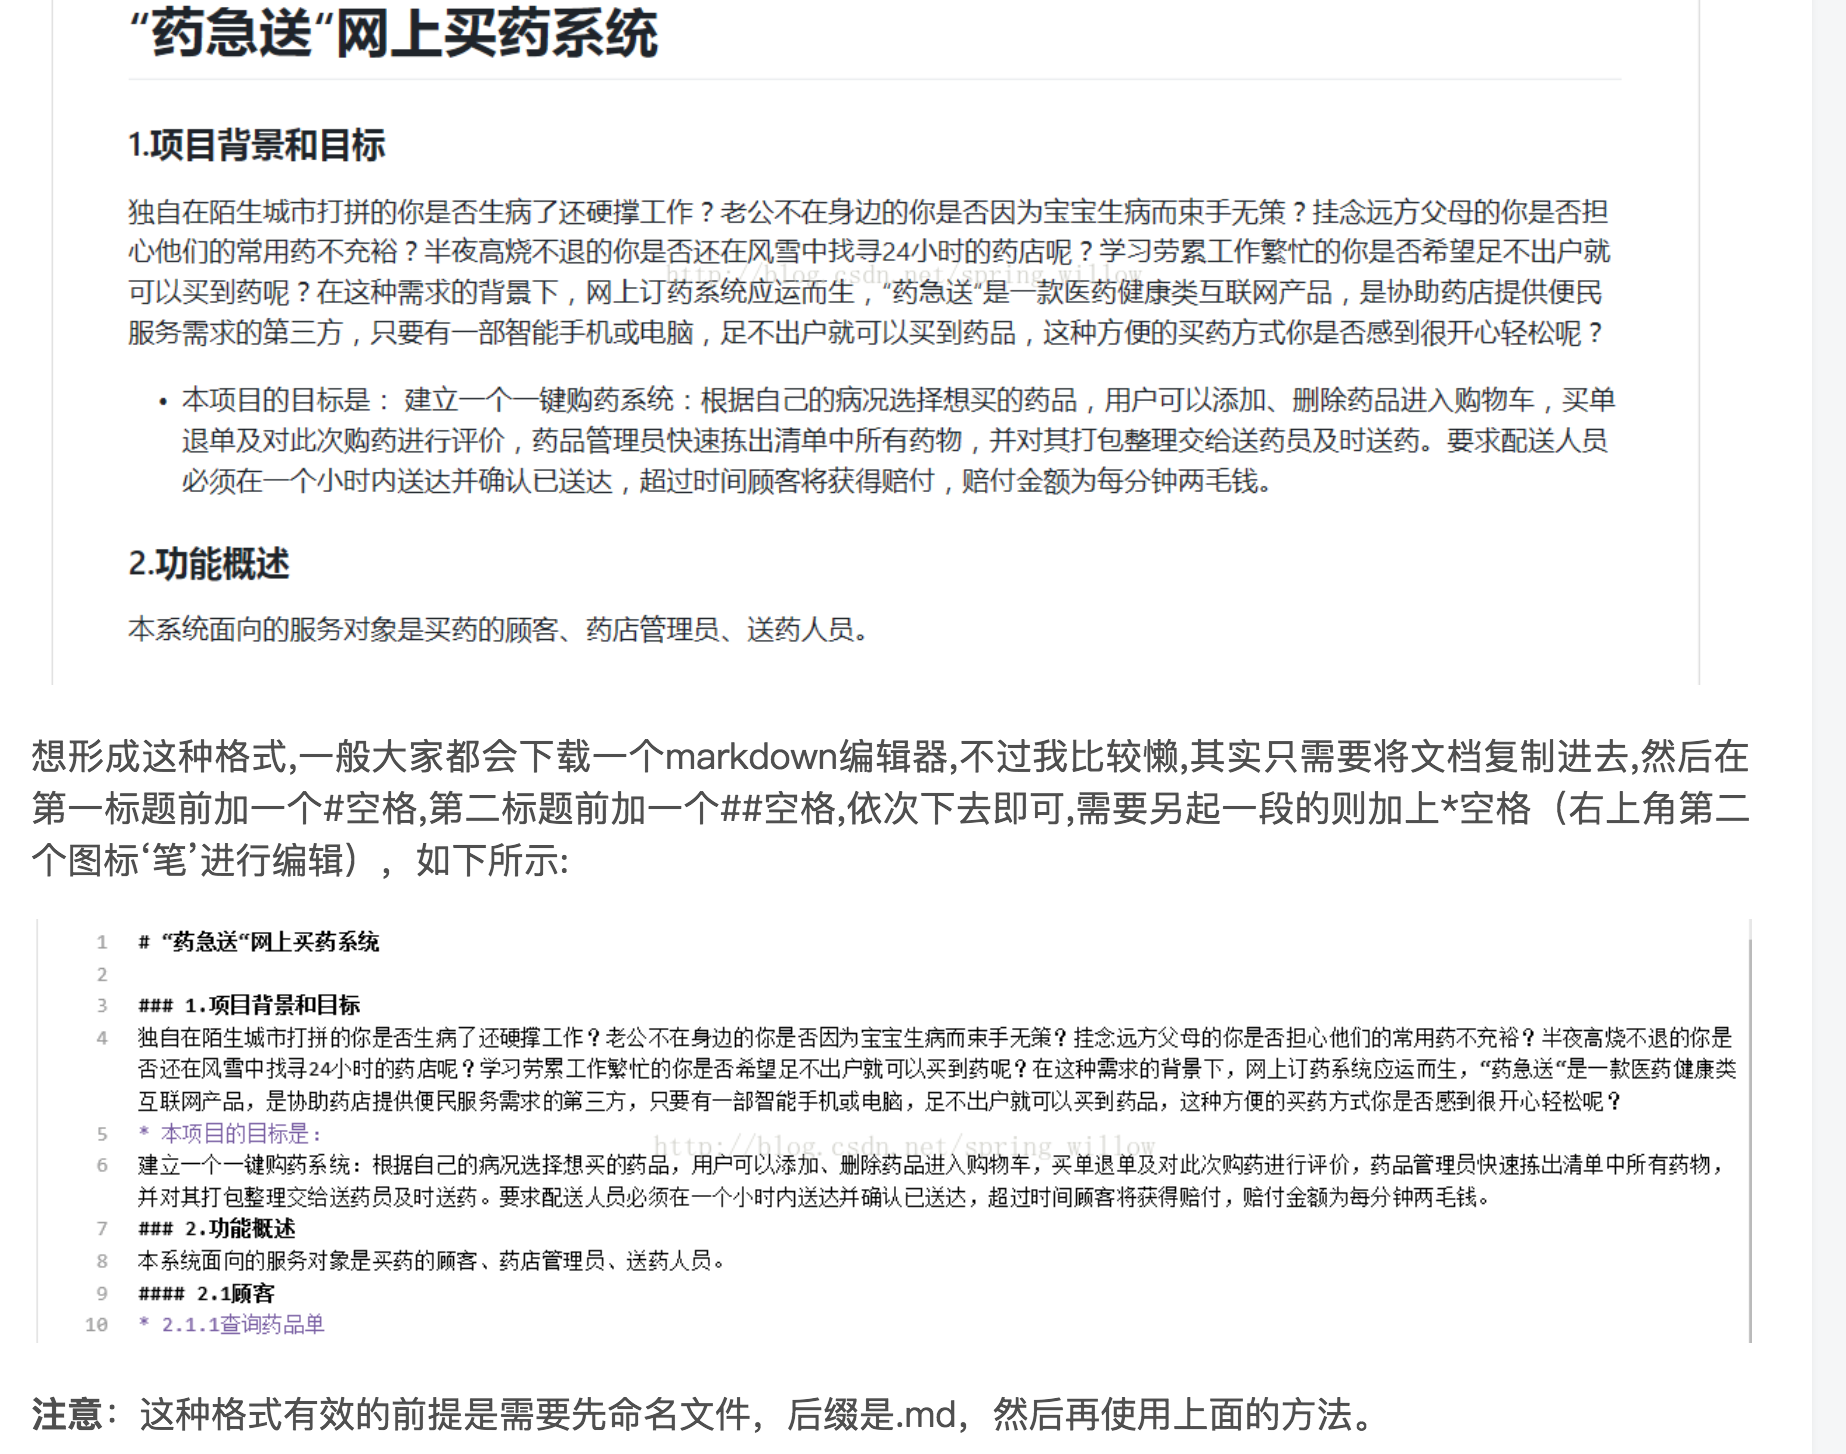 “药急送“网上买药系统
1.项目背景和目标
独自在陌生城市打拼的你是否生病了还硬撑工作？老公不在身边的你是否因为宝宝生病而束手无策？挂念远方父母的你是否担
心他们的常用药不充裕？半夜高烧不退的你是否还在风雪中找寻24小时的药店呢？学习劳累工作繁忙的你是否希望足不出户就
http://blog.csdn.net/spring_willow
可以买到药呢？在这种需求的背景下，网上订药系统应运而生，“药急送“是一款医药健康类互联网产品，是协助药店提供便民
服务需求的第三方，只要有一部智能手机或电脑，足不出户就可以买到药品，这种方便的买药方式你是否感到很开心轻松呢？
• 本项目的目标是： 建立一个一键购药系统：根据自己的病况选择想买的药品，用户可以添加、删除药品进入购物车，买单
退单及对此次购药进行评价，药品管理员快速拣出清单中所有药物，并对其打包整理交给送药员及时送药。要求配送人员
必须在一个小时内送达并确认已送达，超过时间顾客将获得赔付，赔付金额为每分钟两毛钱。
2.功能概述
本系统面向的服务对象是买药的顾客、药店管理员、送药人员。
想形成这种格式,一般大家都会下载一个markdown编辑器,不过我比较懒,其实只需要将文档复制进去,然后在
第一标题前加一个#空格,第二标题前加一个##空格,依次下去即可,需要另起一段的则加上*空格（右上角第二
个图标‘笔’进行编辑），如下所示:
1 # “药急送“网上买药系统
2
3 ### 1.项目背景和目标
4 独自在陌生城市打拼的你是否生病了还硬撑工作？老公不在身边的你是否因为宝宝生病而束手无策？挂念远方父母的你是否担心他们的常用药不充裕？半夜高烧不退的你是
否还在风雪中找寻24小时的药店呢？学习劳累工作繁忙的你是否希望足不出户就可以买到药呢？在这种需求的背景下，网上订药系统应运而生，“药急送“是一款医药健康类
互联网产品，是协助药店提供便民服务需求的第三方，只要有一部智能手机或电脑，足不出户就可以买到药品，这种方便的买药方式你是否感到很开心轻松呢？
5 * 本项目的目标是：
http://blog.csdn.net/spring_willow
6 建立一个一键购药系统：根据自己的病况选择想买的药品，用户可以添加、删除药品进入购物车，买单退单及对此次购药进行评价，药品管理员快速拣出清单中所有药物，
并对其打包整理交给送药员及时送药。要求配送人员必须在一个小时内送达并确认已送达，超过时间顾客将获得赔付，赔付金额为每分钟两毛钱。
7 ### 2.功能概述
8 本系统面向的服务对象是买药的顾客、药店管理员、送药人员。
9 #### 2.1顾客
10 * 2.1.1查询药品单
注意：这种格式有效的前提是需要先命名文件，后缀是.md，然后再使用上面的方法。